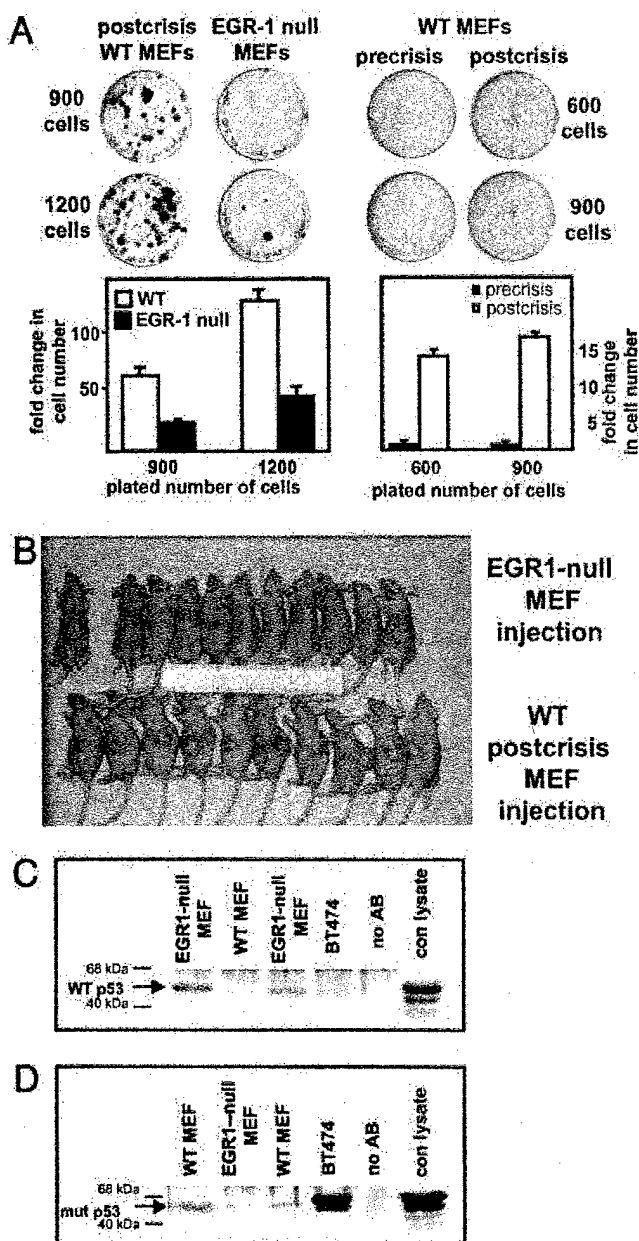 A
postcrisis
WT MEFs
EGR-1 null
MEFs
WT MEFs
precrisis
postcrisis
900
cells
600
cells
1200
cells
900
cells
fold change in
cell number
100
50
WT
EGR-1 null
900
1200
plated number of cells
precrisis
postcrisis
15
10
5
fold change
in cell number
600
900
plated number of cells
B
EGR1-null
MEF
injection
WT
postcrisis
MEF
injection
C
EGR1-null
MEF
WT MEF
EGR1-null
MEF
BT474
no AB
con lysate
68 kDa
WT p53
40 kDa
D
WT MEF
EGR1-null
MEF
WT MEF
BT474
no AB
con lysate
68 kDa
mut p53
40 kDa